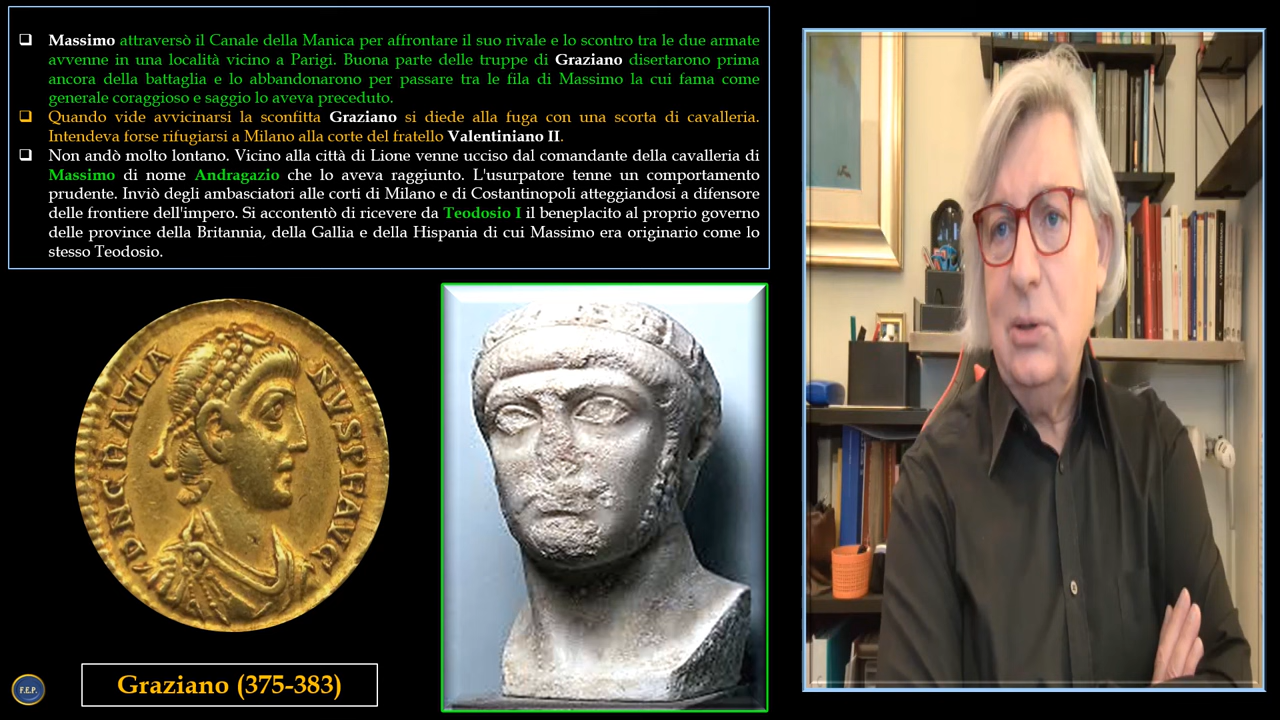 Massimo attraversò il Canale della Manica per affrontare il suo rivale e lo scontro tra le due armate
avvenne in una località vicino a Parigi. Buona parte delle truppe di Graziano disertarono prima
ancora della battaglia e lo abbandonarono per passare tra le fila di Massimo la cui fama come
generale coraggioso e saggio lo aveva preceduto.
Quando vide avvicinarsi la sconfitta Graziano si diede alla fuga con una scorta di cavalleria.
Intendeva forse rifugiarsi a Milano alla corte del fratello Valentiniano II.
Non andò molto lontano. Vicino alla città di Lione venne ucciso dal comandante della cavalleria di
Massimo di nome Andragazio che lo aveva raggiunto. L'usurpatore tenne un comportamento
prudente. Inviò degli ambasciatori alle corti di Milano e di Costantinopoli atteggiandosi a difensore
delle frontiere dell'impero. Si accontentò di ricevere da Teodosio I il beneplacito al proprio governo
delle province della Britannia, della Gallia e della Hispania di cui Massimo era originario come lo
stesso Teodosio.
DN GRATIA
NVS P F AVG
F.E.P.
Graziano (375-383)